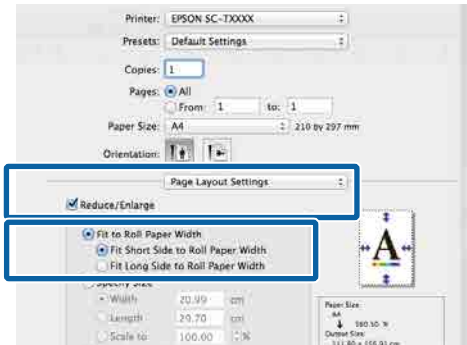 Printer: EPSON SC-TXXXX
Presets: Default Settings
Copies: 1
Pages: All
From: 1 to: 1
Paper Size: A4 210 by 297 mm
Orientation:
Page Layout Settings
Reduce/Enlarge
Fit to Roll Paper Width
Fit Short Side to Roll Paper Width
Fit Long Side to Roll Paper Width
A
Specify Size
Width 20.99 cm
Length 29.70 cm
Scale to 100.00 %
Paper Size:
A4
Output Size: